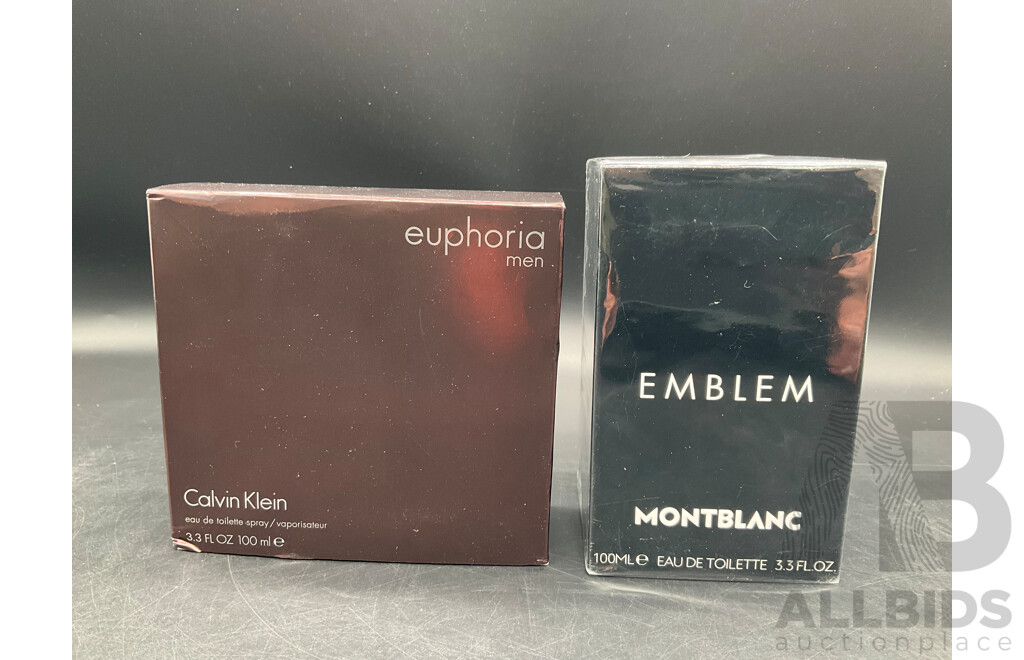 euphoria
men
Calvin Klein
eau de toilette spray/vaporisateur
3.3 FL OZ 100 ml ℮
EMBLEM
MONTBLANC
100ML ℮ EAU DE TOILETTE 3.3 FL.OZ.
AB
ALLBIDS
auctionplace